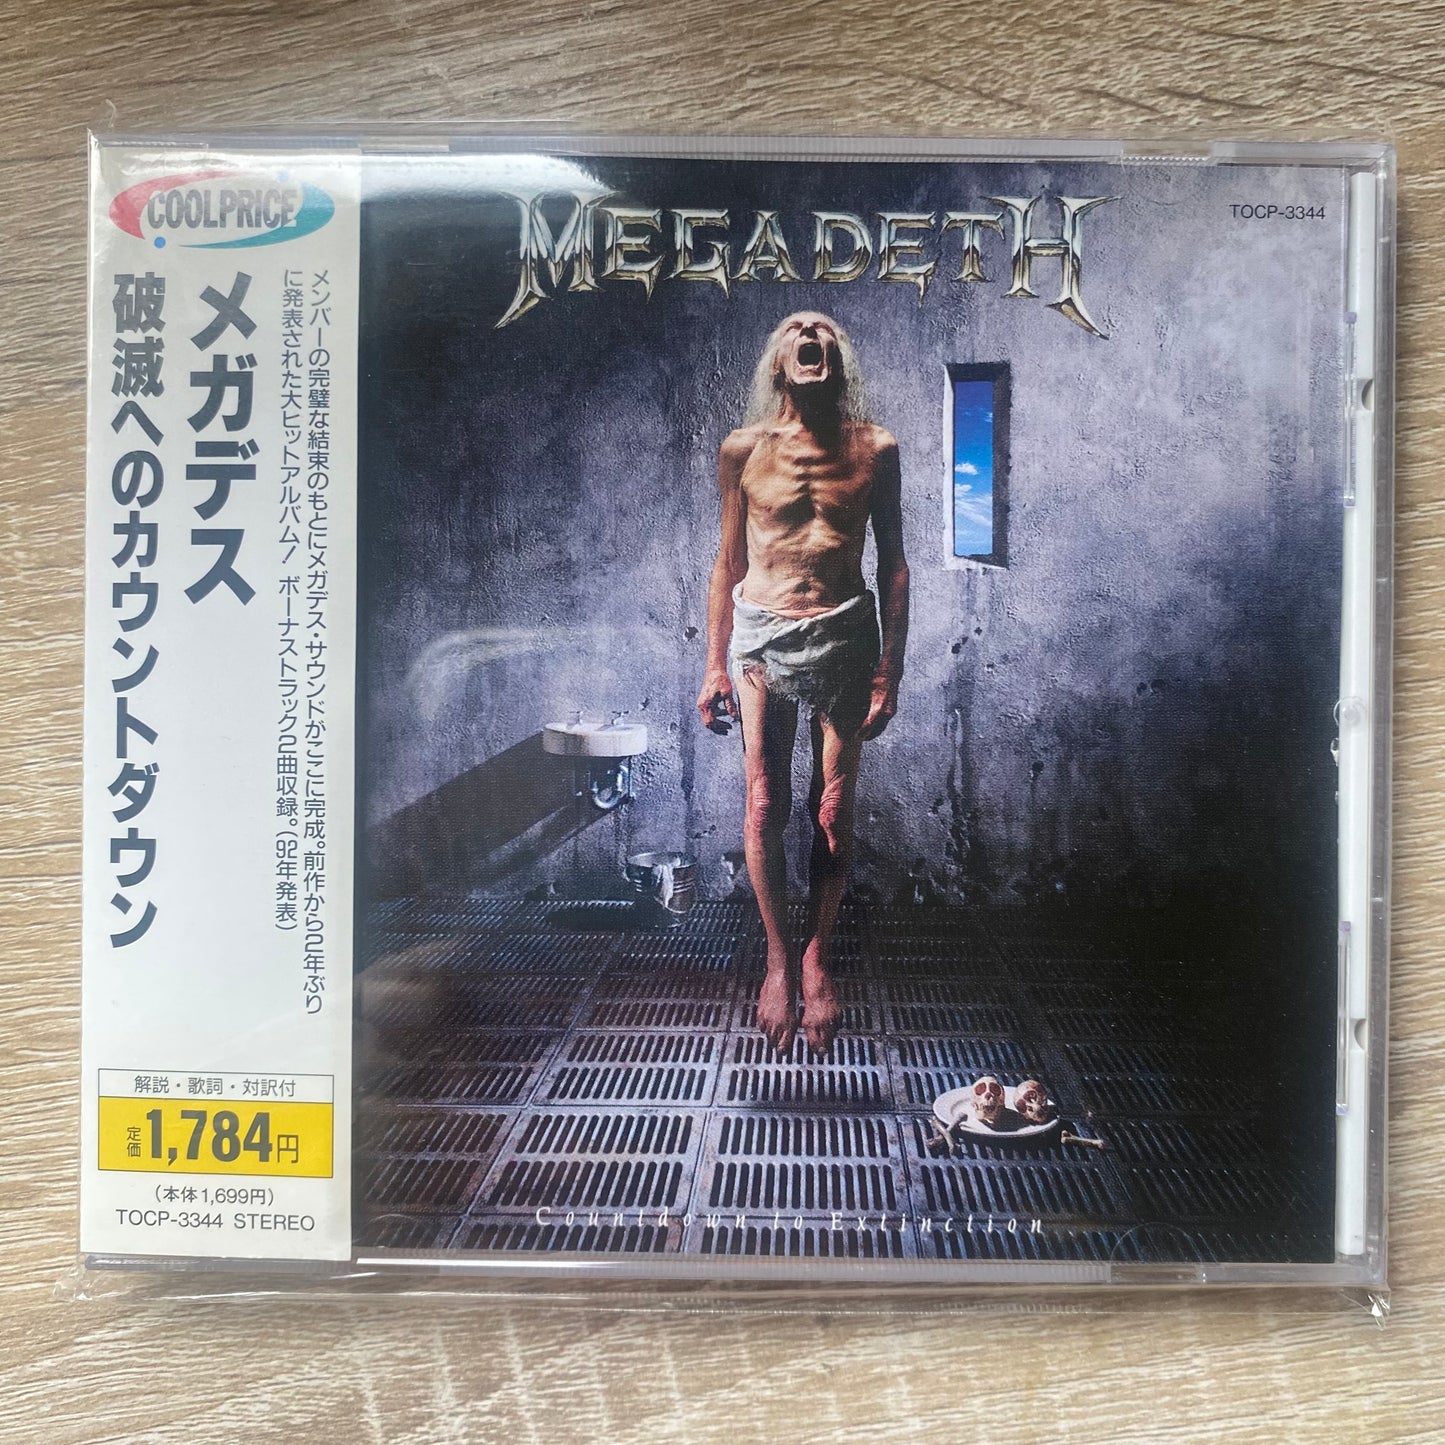 COOLPRICE
メガデス
破滅へのカウントダウン
メンバーの完璧な結束のもとにメガデス・サウンドがここに完成。前作から2年ぶり
に発表された大ヒットアルバム! ボーナストラック2曲収録。(92年発表)
解説・歌詞・対訳付
定価1,784円
(本体1,699円)
TOCP-3344 STEREO
MEGADETH
TOCP-3344
Countdown to Extinction